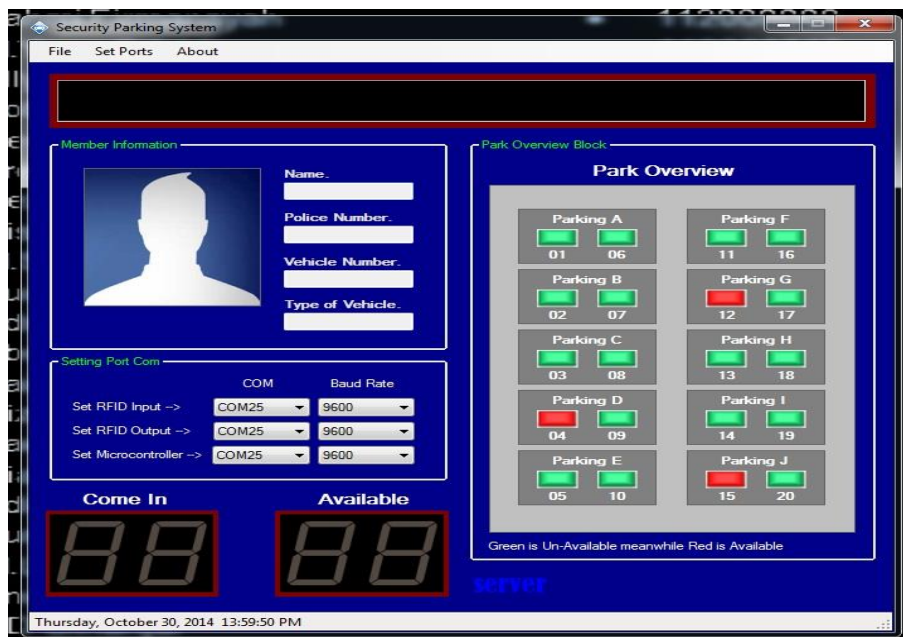 Security Parking System
File Set Ports About
Member Information
Name.
Police Number.
Vehicle Number.
Type of Vehicle.
Setting Port Com
COM Baud Rate
Set RFID Input --> COM25 9600
Set RFID Output --> COM25 9600
Set Microcontroller --> COM25 9600
Come In Available
88 88
Park Overview Block
Park Overview
Parking A Parking F
01 06 11 16
Parking B Parking G
02 07 12 17
Parking C Parking H
03 08 13 18
Parking D Parking I
04 09 14 19
Parking E Parking J
05 10 15 20
Green is Un-Available meanwhile Red is Available
server
Thursday, October 30, 2014 13:59:50 PM